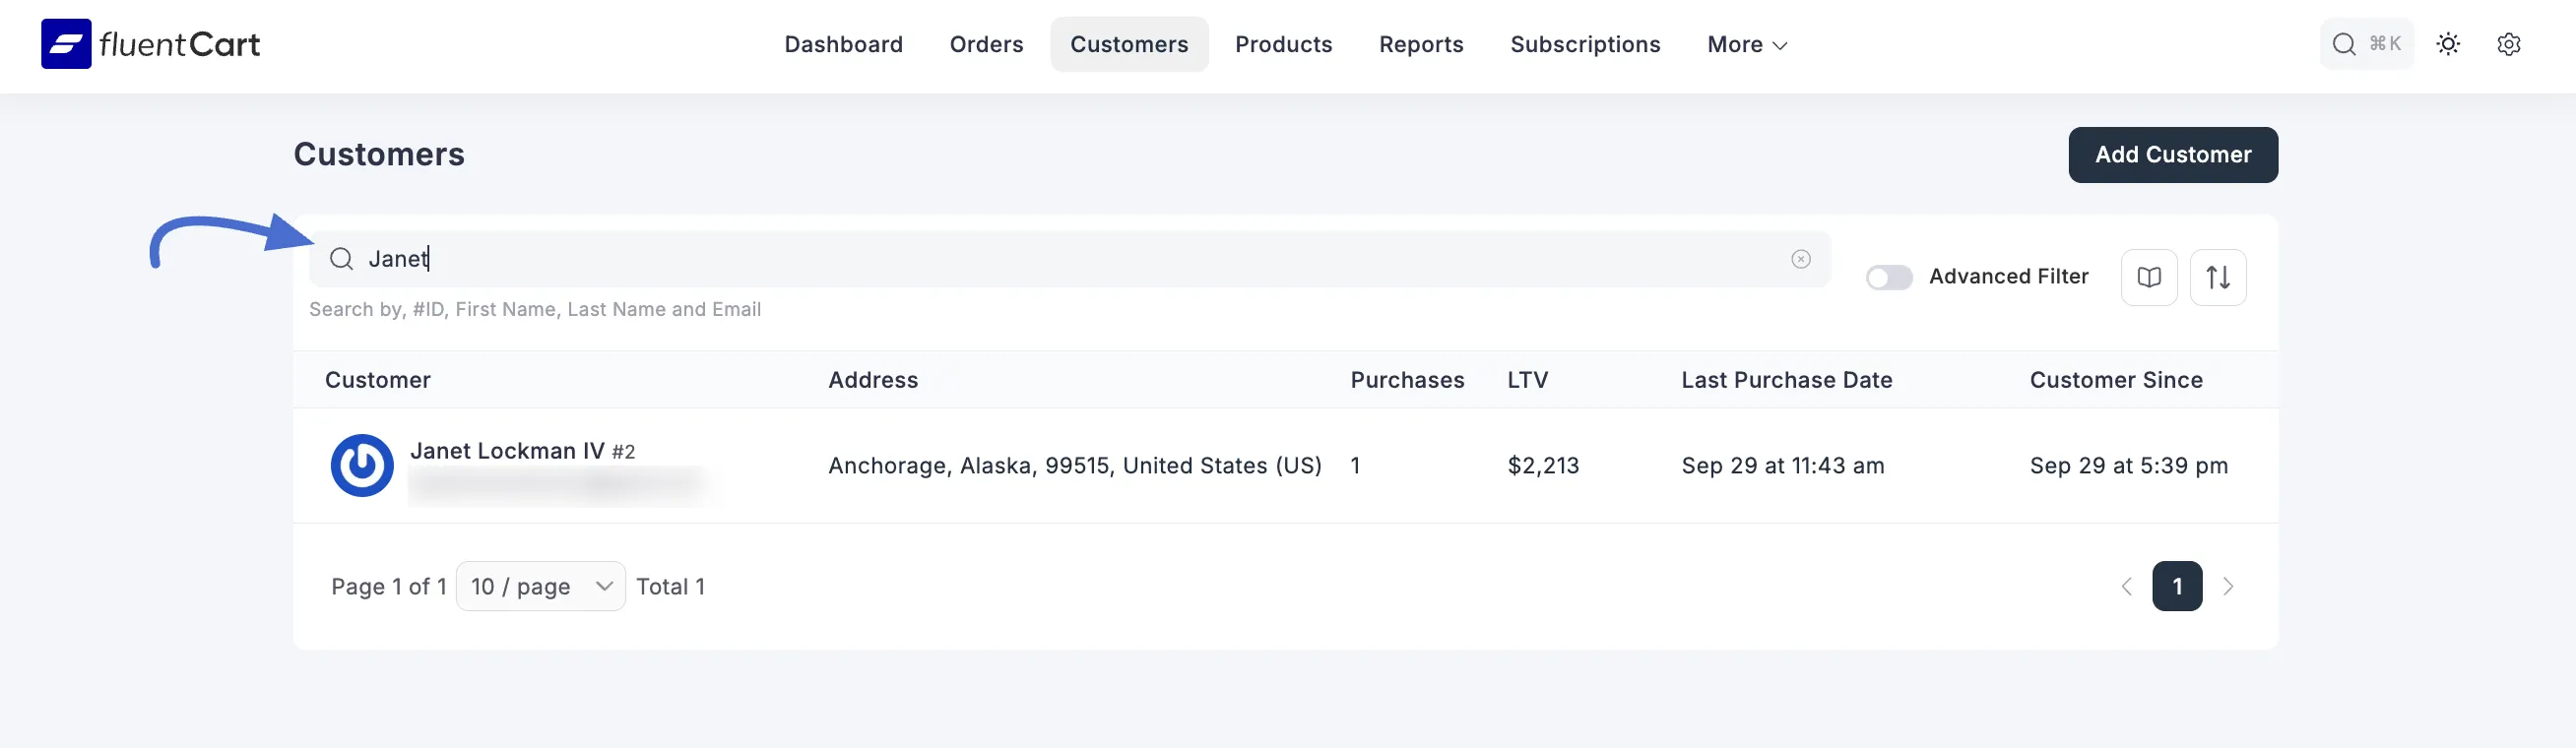 fluentCart Dashboard Orders Customers Products Reports Subscriptions More ⌘K
Customers Add Customer
Janet
Advanced Filter
Search by, #ID, First Name, Last Name and Email
Customer Address Purchases LTV Last Purchase Date Customer Since
Janet Lockman IV #2
Anchorage, Alaska, 99515, United States (US) 1 $2,213 Sep 29 at 11:43 am Sep 29 at 5:39 pm
Page 1 of 1 10 / page Total 1 1